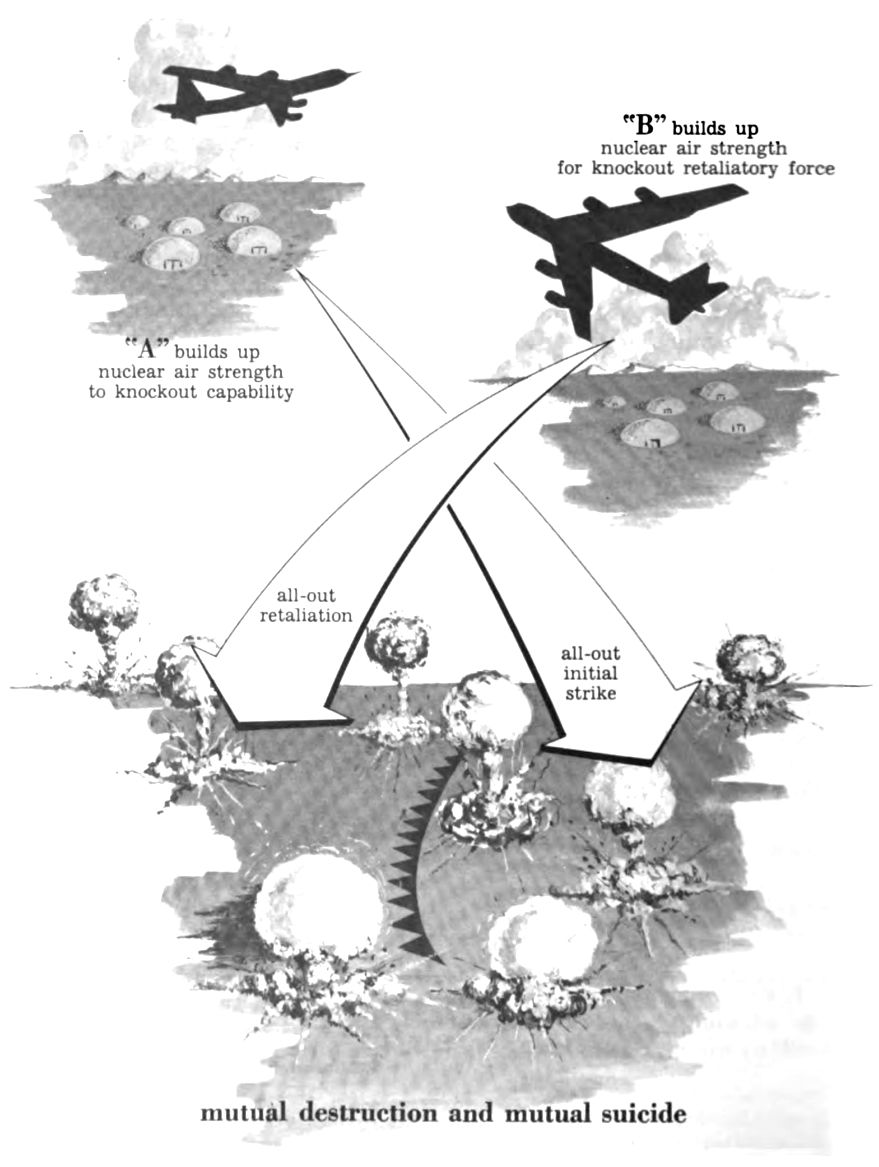 “B” builds up
nuclear air strength
for knockout retaliatory force
“A” builds up
nuclear air strength
to knockout capability
all-out
retaliation
all-out
initial
strike
mutual destruction and mutual suicide